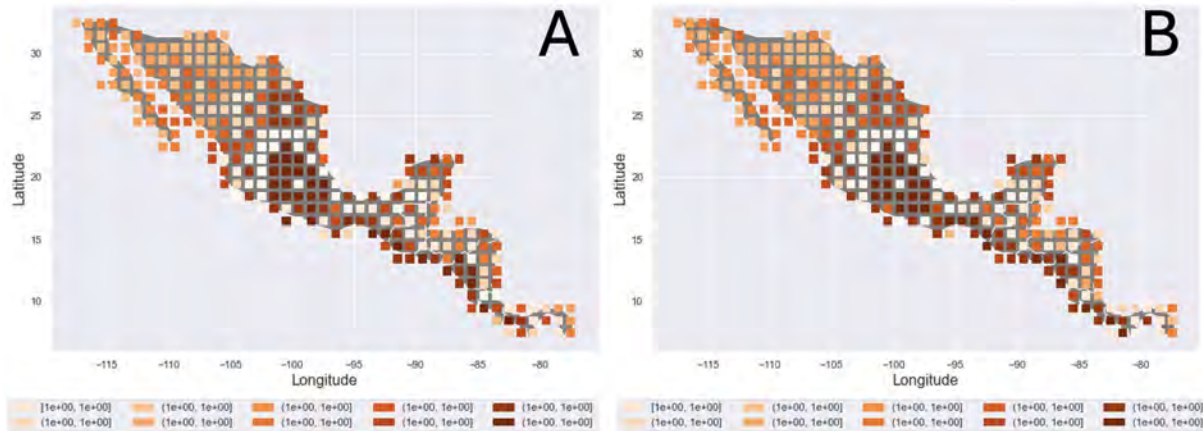 A
B
30
25
20
15
10
Latitude
−115 −110 −105 −100 −95 −90 −85 −80
Longitude
30
25
20
15
10
Latitude
−115 −110 −105 −100 −95 −90 −85 −80
Longitude
[1e+00, 1e+00] (1e+00, 1e+00] (1e+00, 1e+00] (1e+00, 1e+00] (1e+00, 1e+00]
(1e+00, 1e+00] (1e+00, 1e+00] (1e+00, 1e+00] (1e+00, 1e+00] (1e+00, 1e+00]
[1e+00, 1e+00] (1e+00, 1e+00] (1e+00, 1e+00] (1e+00, 1e+00] (1e+00, 1e+00]
(1e+00, 1e+00] (1e+00, 1e+00] (1e+00, 1e+00] (1e+00, 1e+00] (1e+00, 1e+00]